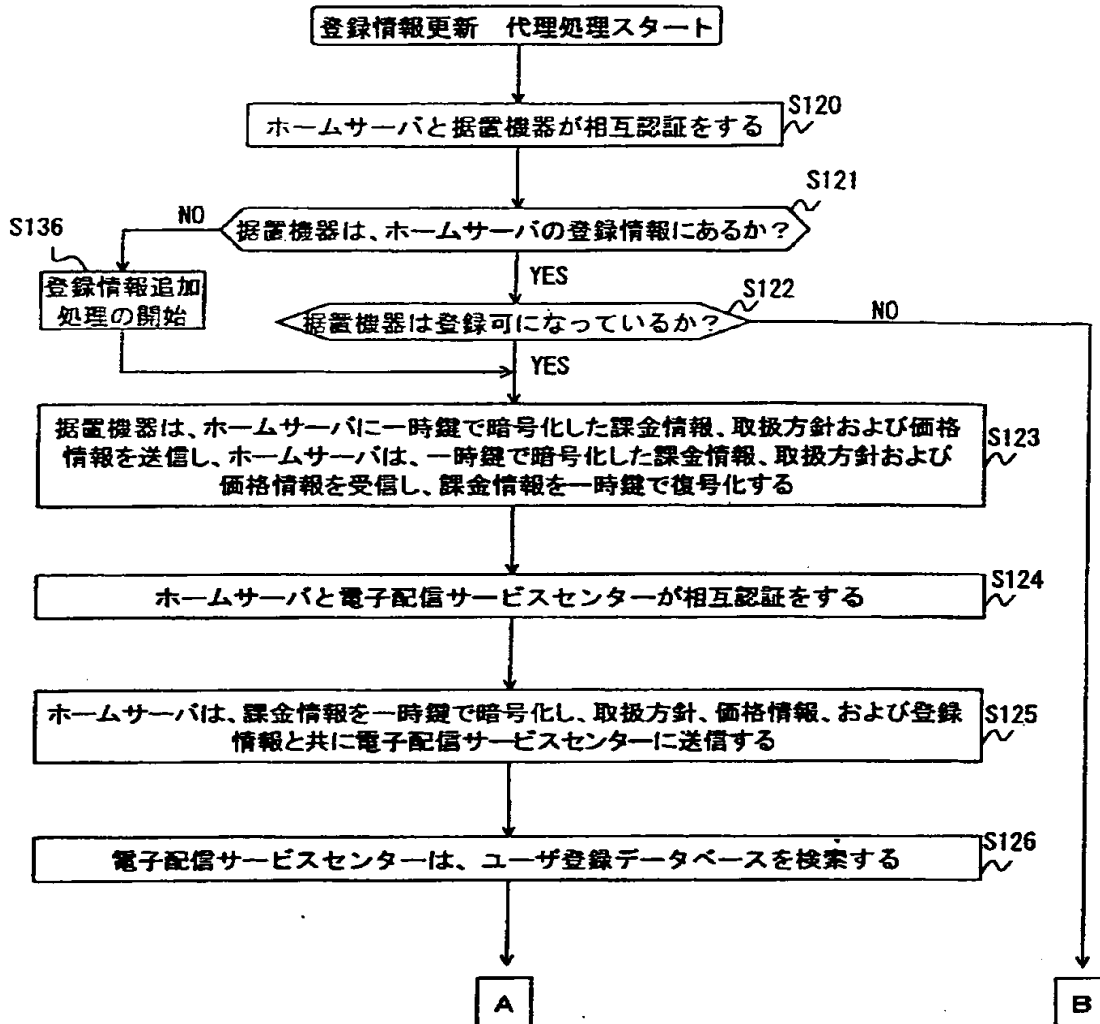 登録情報更新　代理処理スタート
S120
ホームサーバと据置機器が相互認証をする
S121
S136
NO
据置機器は、ホームサーバの登録情報にあるか？
YES
登録情報追加
処理の開始
S122
据置機器は登録可になっているか？
NO
YES
据置機器は、ホームサーバに一時鍵で暗号化した課金情報、取扱方針および価格
情報を送信し、ホームサーバは、一時鍵で暗号化した課金情報、取扱方針および
価格情報を受信し、課金情報を一時鍵で復号化する
S123
S124
ホームサーバと電子配信サービスセンターが相互認証をする
ホームサーバは、課金情報を一時鍵で暗号化し、取扱方針、価格情報、および登録
情報と共に電子配信サービスセンターに送信する
S125
S126
電子配信サービスセンターは、ユーザ登録データベースを検索する
A
B